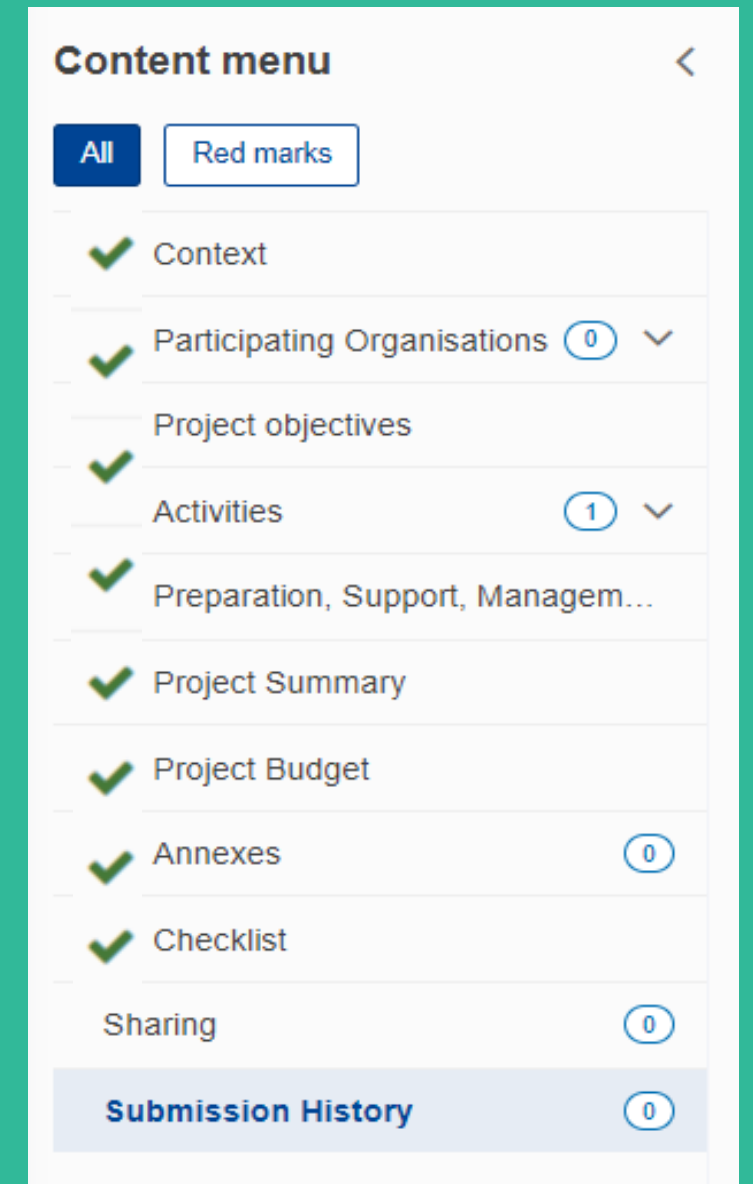 Content menu
All Red marks
Context
Participating Organisations 0
Project objectives
Activities 1
Preparation, Support, Managem...
Project Summary
Project Budget
Annexes 0
Checklist
Sharing 0
Submission History 0